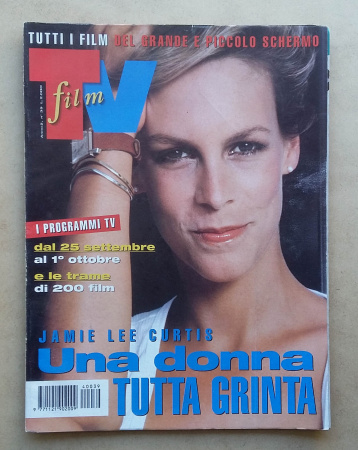 TUTTI I FILM DEL GRANDE E PICCOLO SCHERMO
TV
film
I PROGRAMMI TV
dal 25 settembre
al 1º ottobre
e le trame
di 200 film
JAMIE LEE CURTIS
Una donna
TUTTA GRINTA
40039